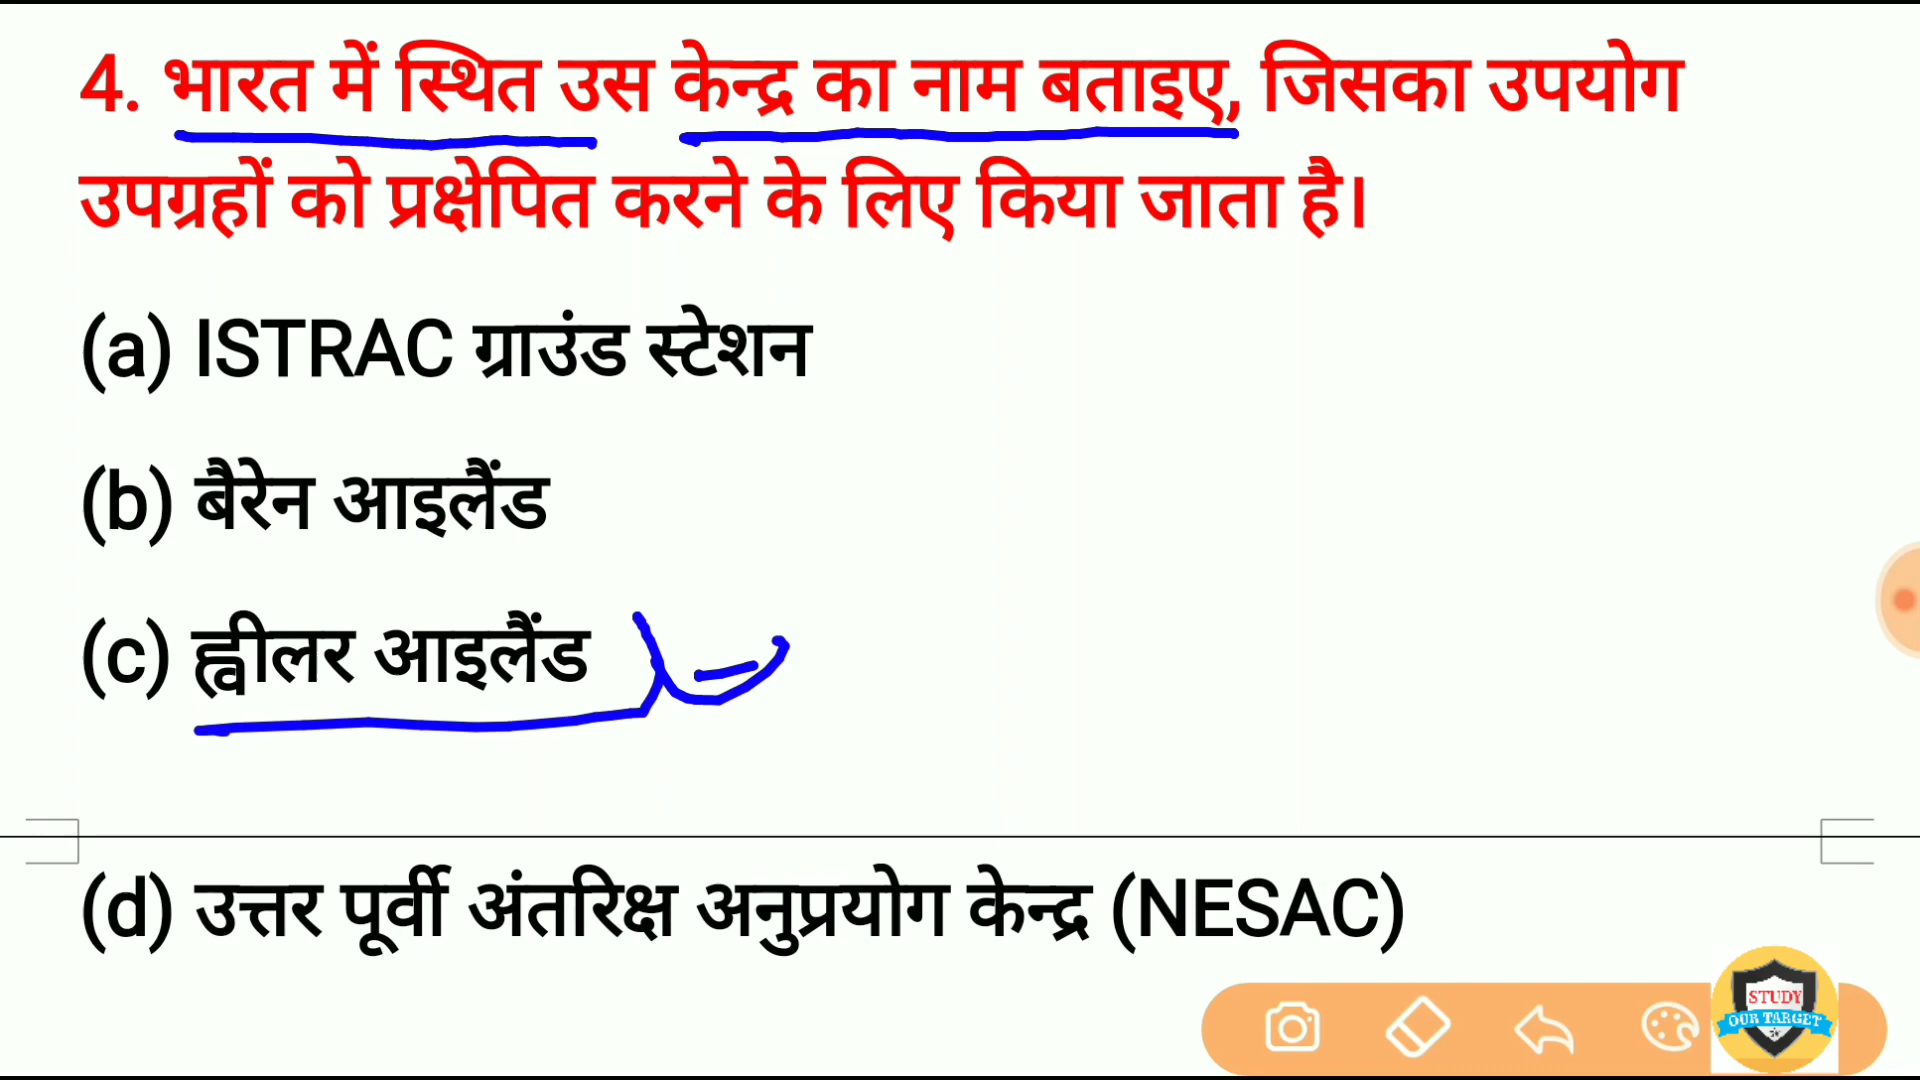 4. भारत में स्थित उस केन्द्र का नाम बताइए, जिसका उपयोग
उपग्रहों को प्रक्षेपित करने के लिए किया जाता है।
(a) ISTRAC ग्राउंड स्टेशन
(b) बैरेन आइलैंड
(c) ह्वीलर आइलैंड
(d) उत्तर पूर्वी अंतरिक्ष अनुप्रयोग केन्द्र (NESAC)
STUDY
OUR TARGET